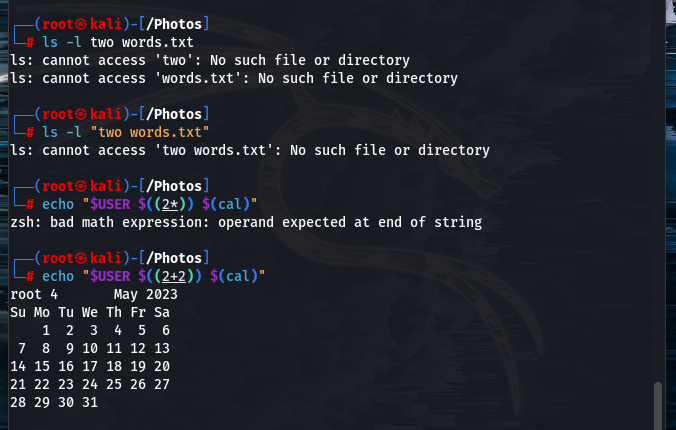 ┌──(root㉿kali)-[/Photos]
└─# ls -l two words.txt
ls: cannot access 'two': No such file or directory
ls: cannot access 'words.txt': No such file or directory
┌──(root㉿kali)-[/Photos]
└─# ls -l "two words.txt"
ls: cannot access 'two words.txt': No such file or directory
┌──(root㉿kali)-[/Photos]
└─# echo "$USER $((2*)) $(cal)"
zsh: bad math expression: operand expected at end of string
┌──(root㉿kali)-[/Photos]
└─# echo "$USER $((2+2)) $(cal)"
root 4       May 2023
Su Mo Tu We Th Fr Sa
    1  2  3  4  5  6
 7  8  9 10 11 12 13
14 15 16 17 18 19 20
21 22 23 24 25 26 27
28 29 30 31